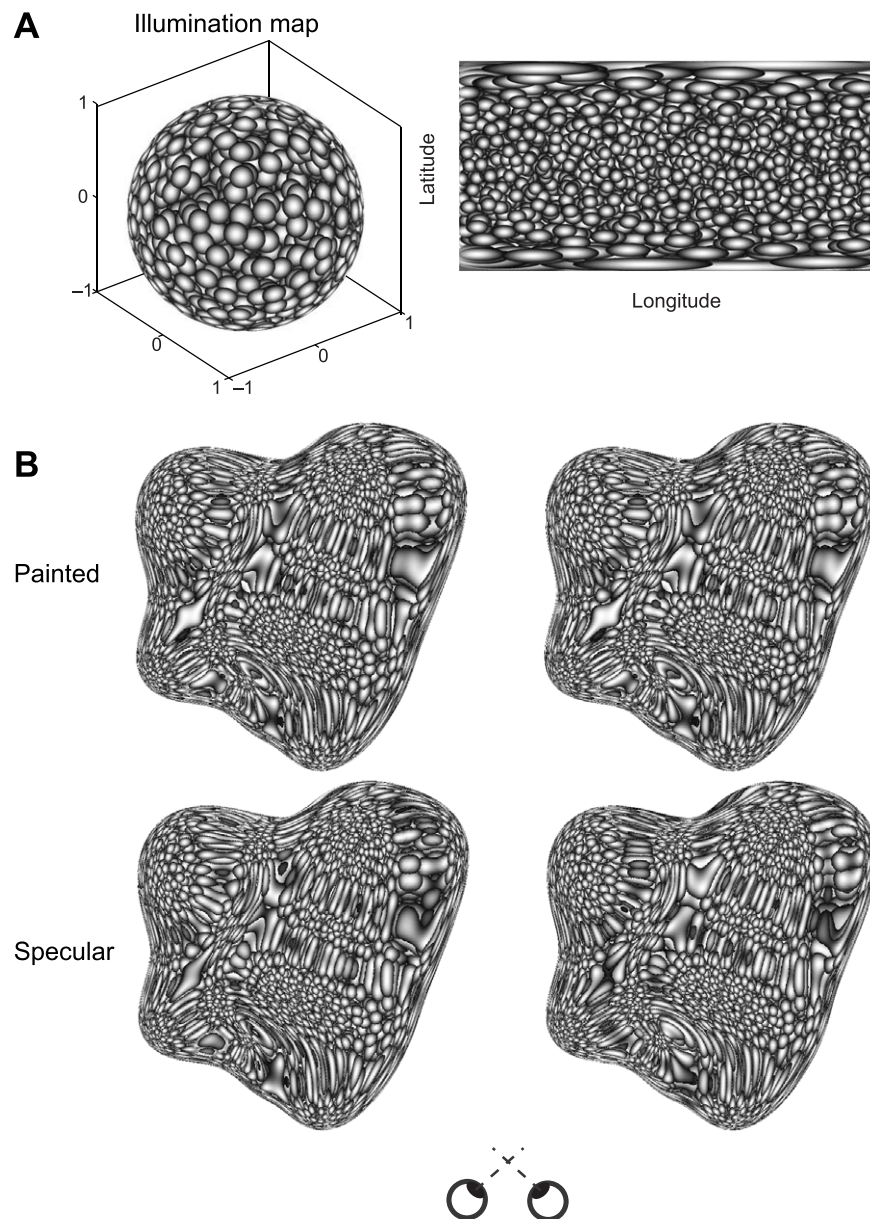 A
Illumination map
1
0
–1
0
1
–1
0
1
Latitude
Longitude
B
Painted
Specular